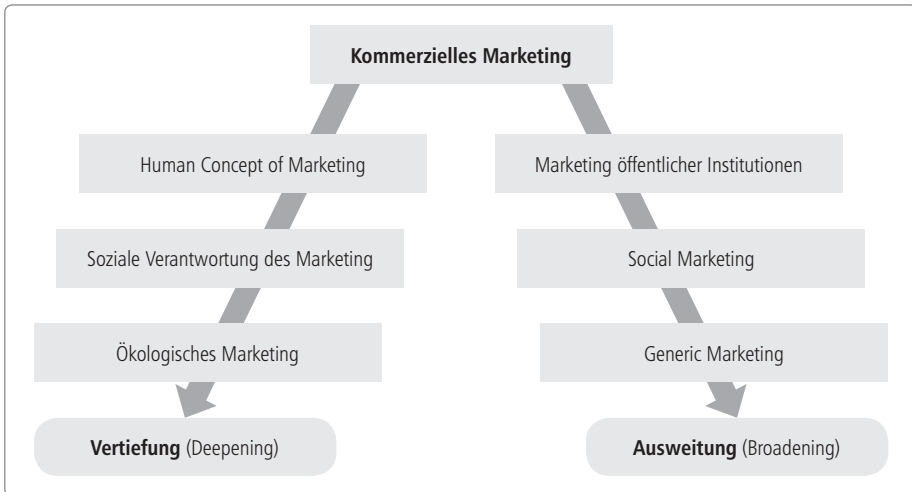 Kommerzielles Marketing
Human Concept of Marketing
Marketing öffentlicher Institutionen
Soziale Verantwortung des Marketing
Social Marketing
Ökologisches Marketing
Generic Marketing
Vertiefung (Deepening)
Ausweitung (Broadening)